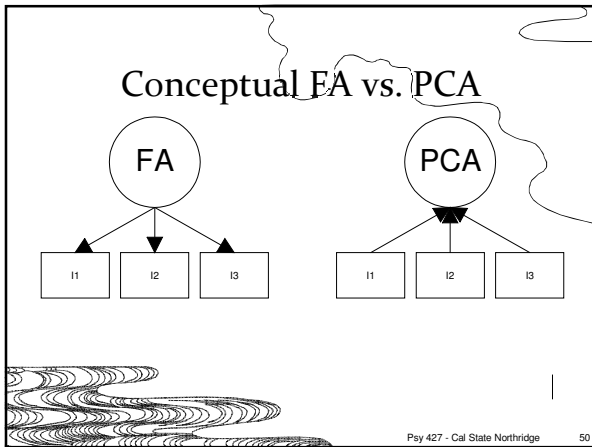 Conceptual FA vs. PCA
FA
PCA
I1 I2 I3
I1 I2 I3
Psy 427 - Cal State Northridge 50